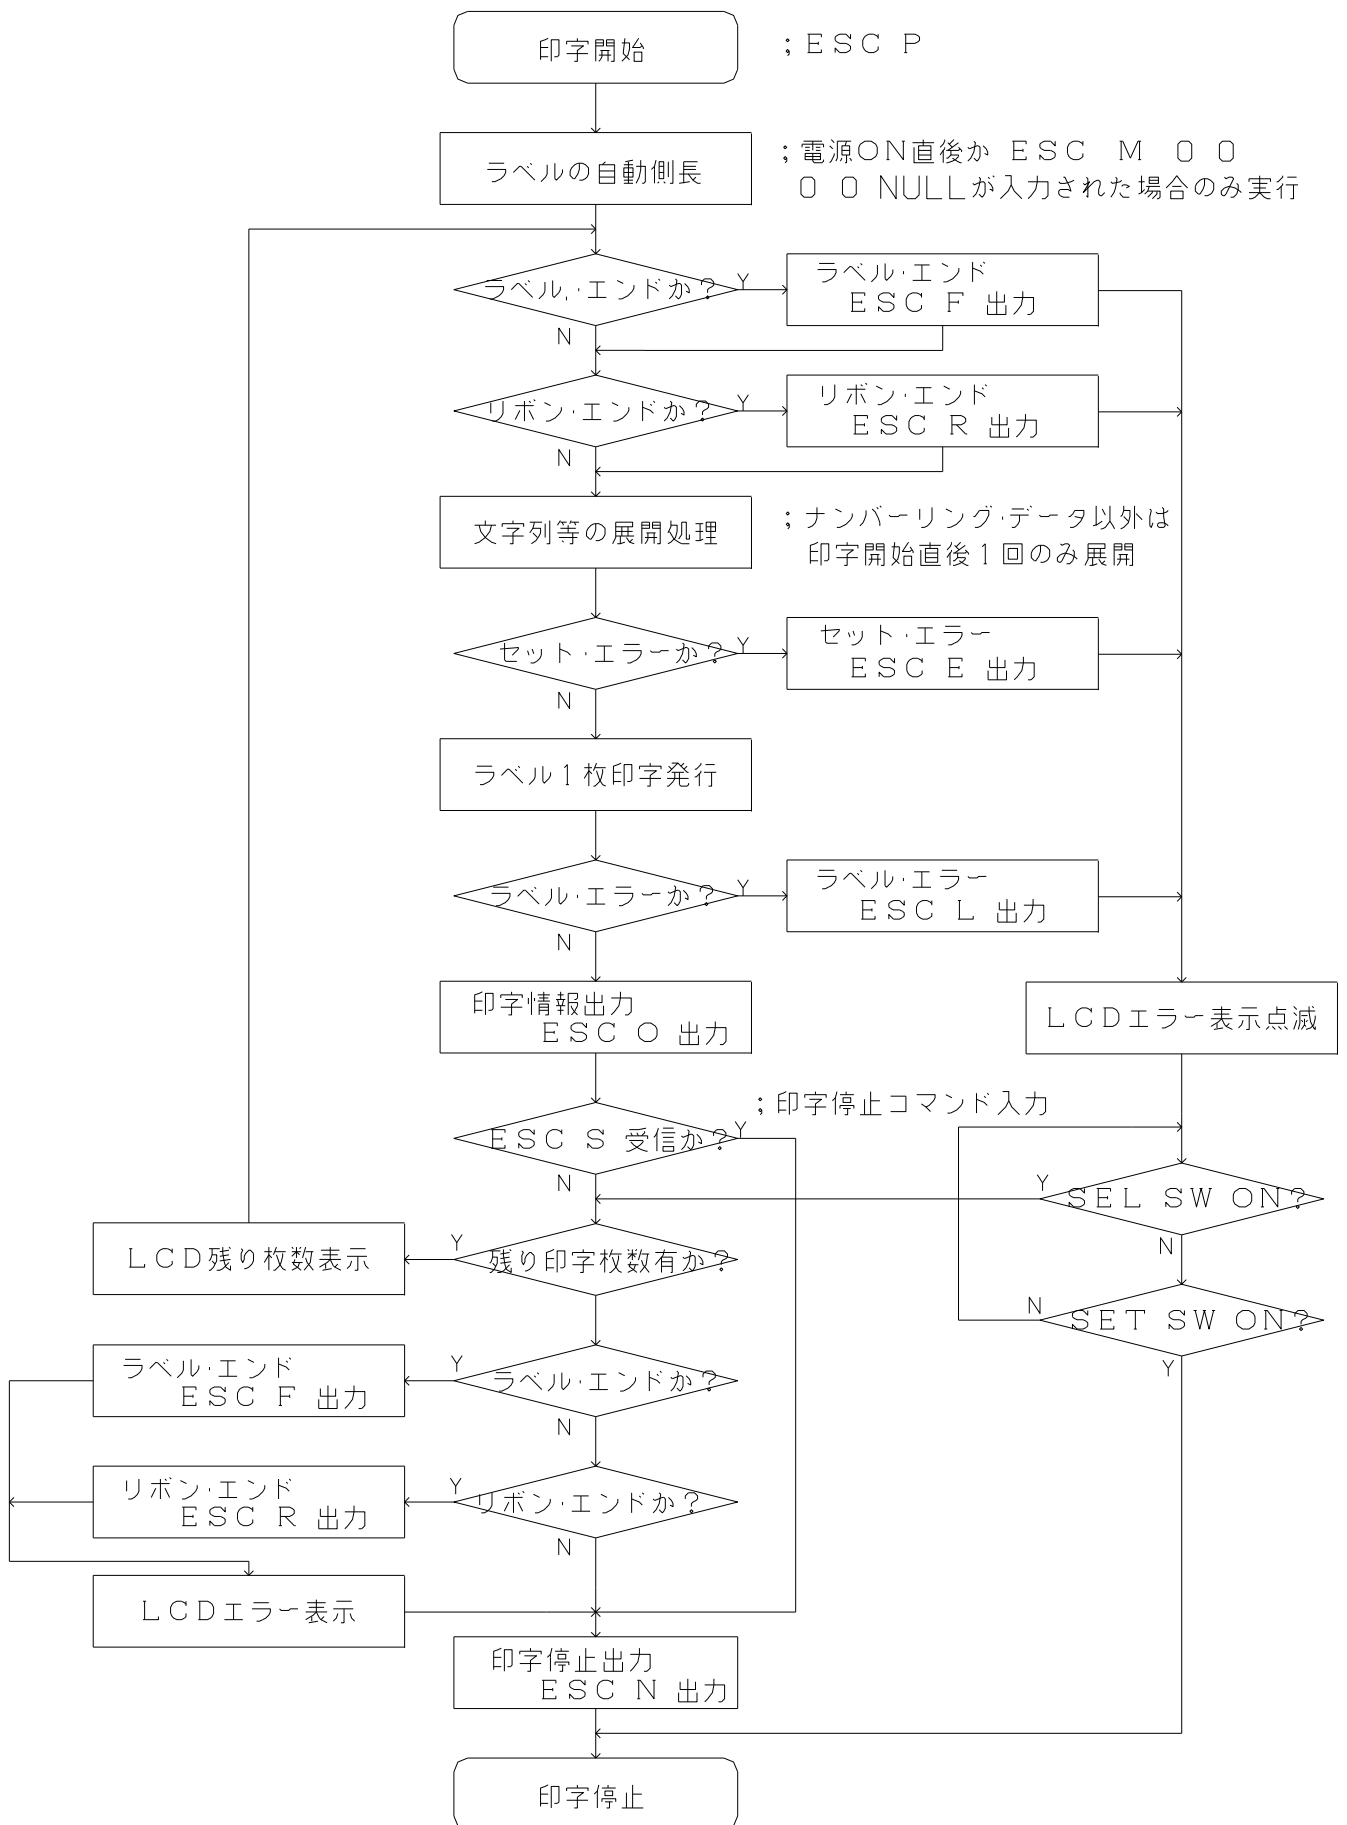 印字開始
；ＥＳＣ Ｐ
ラベルの自動側長
；電源ＯＮ直後か ＥＳＣ Ｍ ０ ０
０ ０ ＮＵＬＬが入力された場合のみ実行
ラベル，・エンドか？
Y
ラベル・エンド
ＥＳＣ Ｆ 出力
N
リボン・エンドか？
Y
リボン・エンド
ＥＳＣ Ｒ 出力
N
文字列等の展開処理
；ナンバーリング・データ以外は
印字開始直後１回のみ展開
セット・エラーか？
Y
セット・エラー
ＥＳＣ Ｅ 出力
N
ラベル１枚印字発行
ラベル・エラーか？
Y
ラベル・エラー
ＥＳＣ Ｌ 出力
N
印字情報出力
ＥＳＣ Ｏ 出力
ＬＣＤエラー表示点滅
；印字停止コマンド入力
ＥＳＣ Ｓ 受信か？
Y
N
Y
ＳＥＬ ＳＷ ＯＮ？
N
ＬＣＤ残り枚数表示
Y
残り印字枚数有か？
N
ＳＥＴ ＳＷ ＯＮ？
Y
ラベル・エンド
ＥＳＣ Ｆ 出力
Y
ラベル・エンドか？
N
リボン・エンド
ＥＳＣ Ｒ 出力
Y
リボン・エンドか？
N
ＬＣＤエラー表示
印字停止出力
ＥＳＣ Ｎ 出力
印字停止